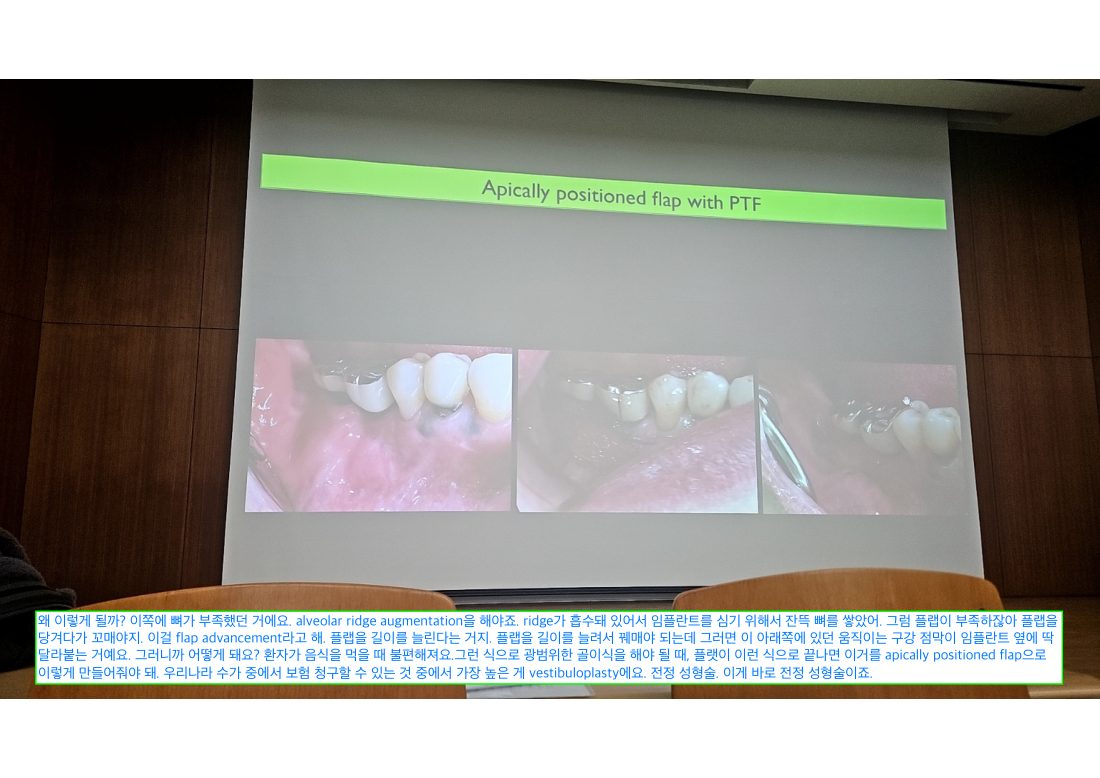 Apically positioned flap with PTF
왜 이렇게 될까? 이쪽에 뼈가 부족했던 거에요. alveolar ridge augmentation을 해야죠. ridge가 흡수돼 있어서 임플란트를 심기 위해서 잔뜩 뼈를 쌓았어. 그럼 플랩이 부족하잖아 플랩을
당겨다가 꼬매야지. 이걸 flap advancement라고 해. 플랩을 길이를 늘린다는 거지. 플랩을 길이를 늘려서 꿰매야 되는데 그러면 이 아래쪽에 있던 움직이는 구강 점막이 임플란트 옆에 딱
달라붙는 거예요. 그러니까 어떻게 돼요? 환자가 음식을 먹을 때 불편해져요.그런 식으로 광범위한 골이식을 해야 될 때, 플랫이 이런 식으로 끝나면 이거를 apically positioned flap으로
이렇게 만들어줘야 돼. 우리나라 수가 중에서 보험 청구할 수 있는 것 중에서 가장 높은 게 vestibuloplasty에요. 전정 성형술. 이게 바로 전정 성형술이죠.